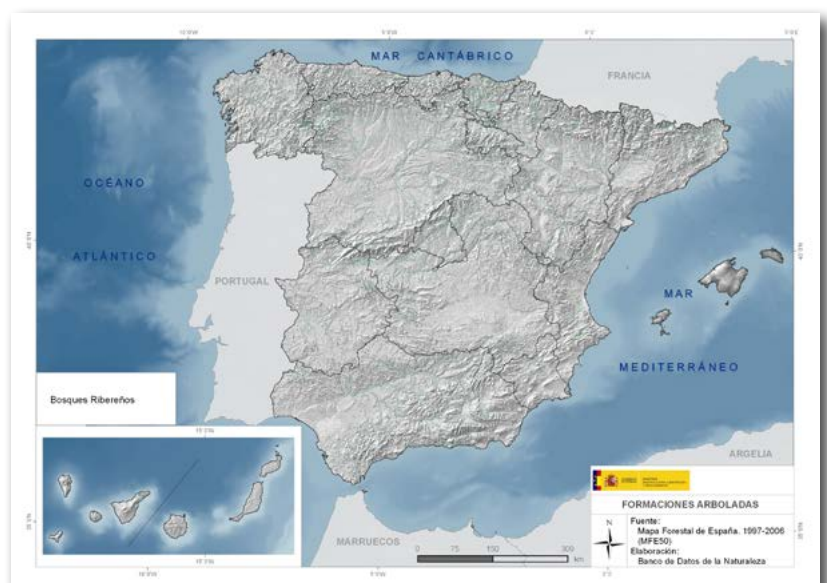 MAR CANTÁBRICO
FRANCIA
OCÉANO
ATLÁNTICO
PORTUGAL
MAR
MEDITERRÁNEO
Bosques Ribereños
ARGELIA
MARRUECOS
0 75 150 300
km
FORMACIONES ARBOLADAS
N
Fuente:
Mapa Forestal de España. 1997-2006
(MFE50)
Elaboración:
Banco de Datos de la Naturaleza